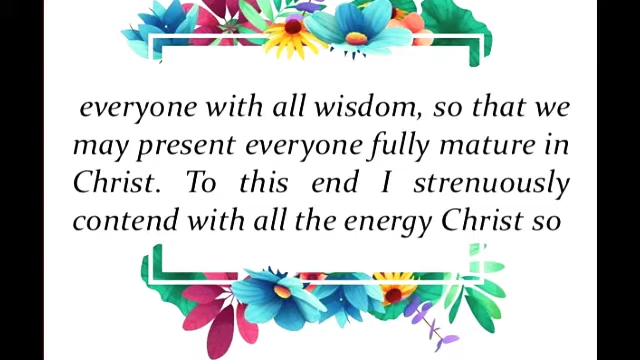 everyone with all wisdom, so that we
may present everyone fully mature in
Christ. To this end I strenuously
contend with all the energy Christ so